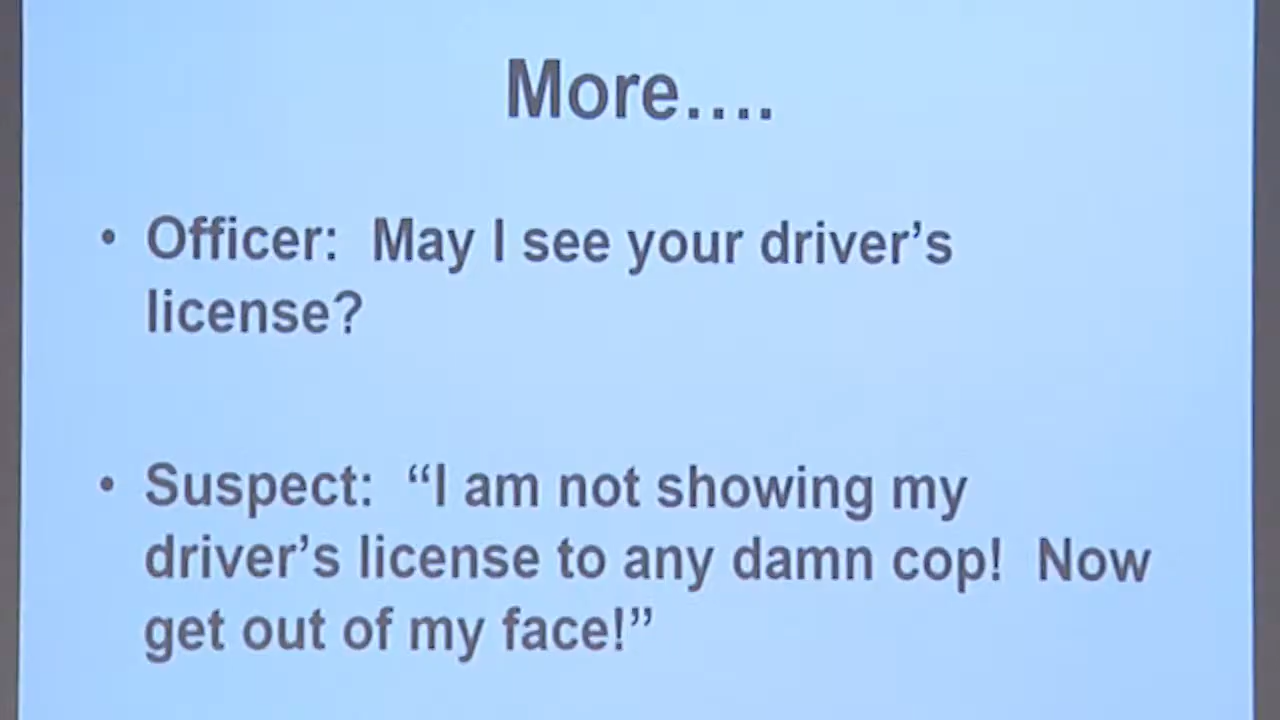 More....
• Officer:  May I see your driver’s
license?
• Suspect:  “I am not showing my
driver’s license to any damn cop!  Now
get out of my face!”